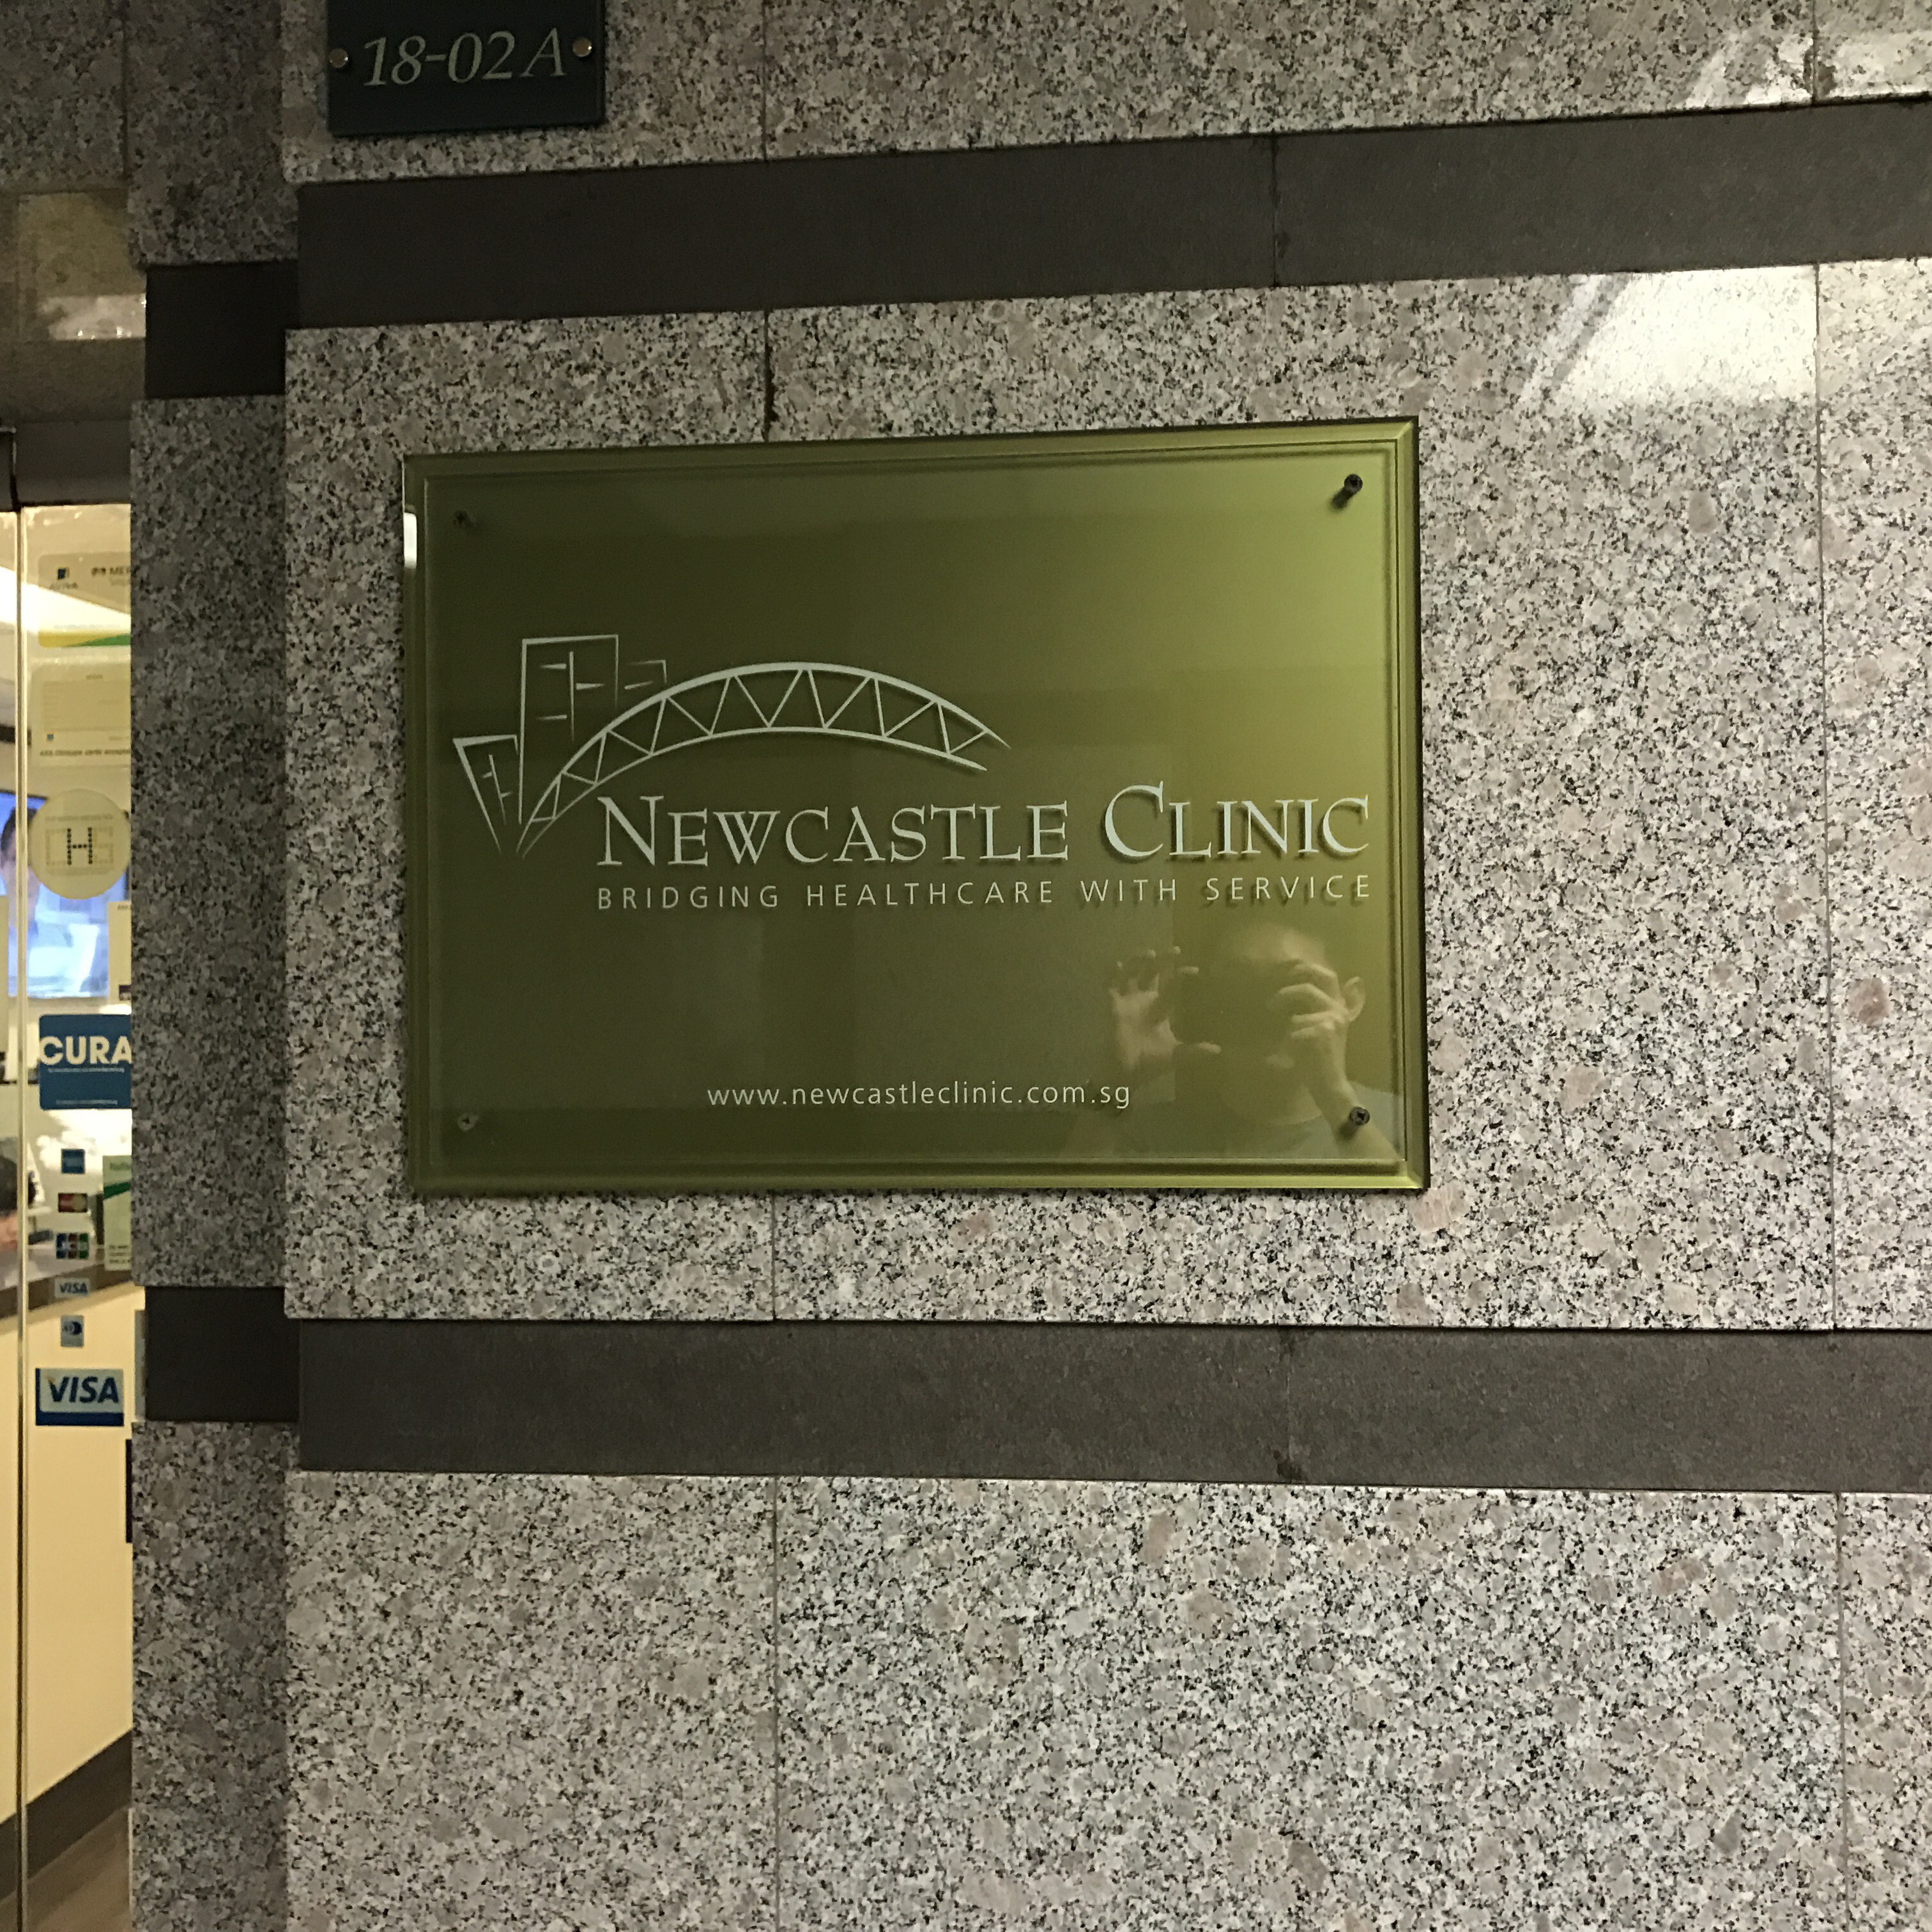 18-02A
NEWCASTLE CLINIC
BRIDGING HEALTHCARE WITH SERVICE
www.newcastleclinic.com.sg
H
CURA
VISA
VISA